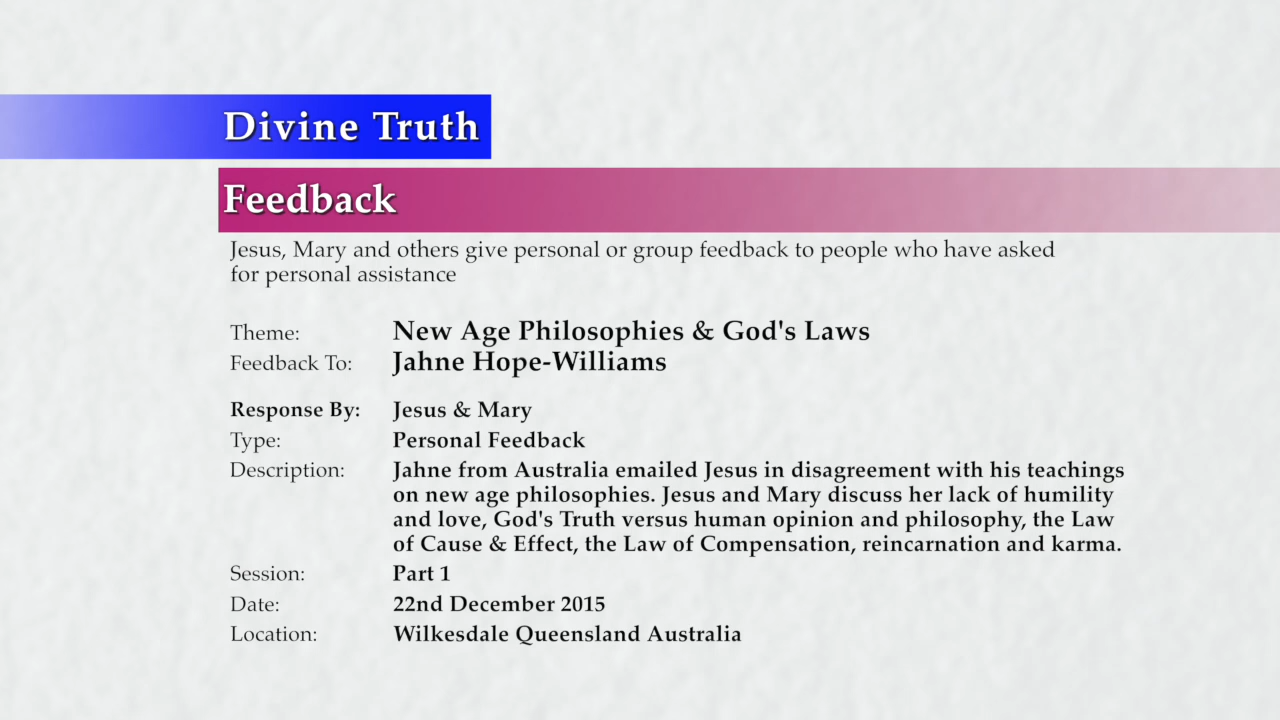 Divine Truth
Feedback
Jesus, Mary and others give personal or group feedback to people who have asked
for personal assistance
Theme: New Age Philosophies & God's Laws
Feedback To: Jahne Hope-Williams
Response By: Jesus & Mary
Type: Personal Feedback
Description: Jahne from Australia emailed Jesus in disagreement with his teachings
on new age philosophies. Jesus and Mary discuss her lack of humility
and love, God's Truth versus human opinion and philosophy, the Law
of Cause & Effect, the Law of Compensation, reincarnation and karma.
Session: Part 1
Date: 22nd December 2015
Location: Wilkesdale Queensland Australia